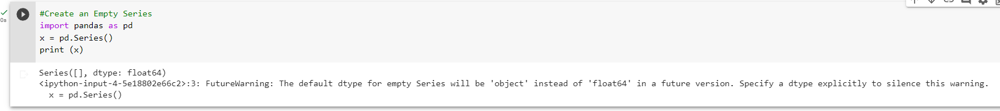 #Create an Empty Series
import pandas as pd
x = pd.Series()
print (x)
0s
Series([], dtype: float64)
<ipython-input-4-5e18802e66c2>:3: FutureWarning: The default dtype for empty Series will be 'object' instead of 'float64' in a future version. Specify a dtype explicitly to silence this warning.
  x = pd.Series()